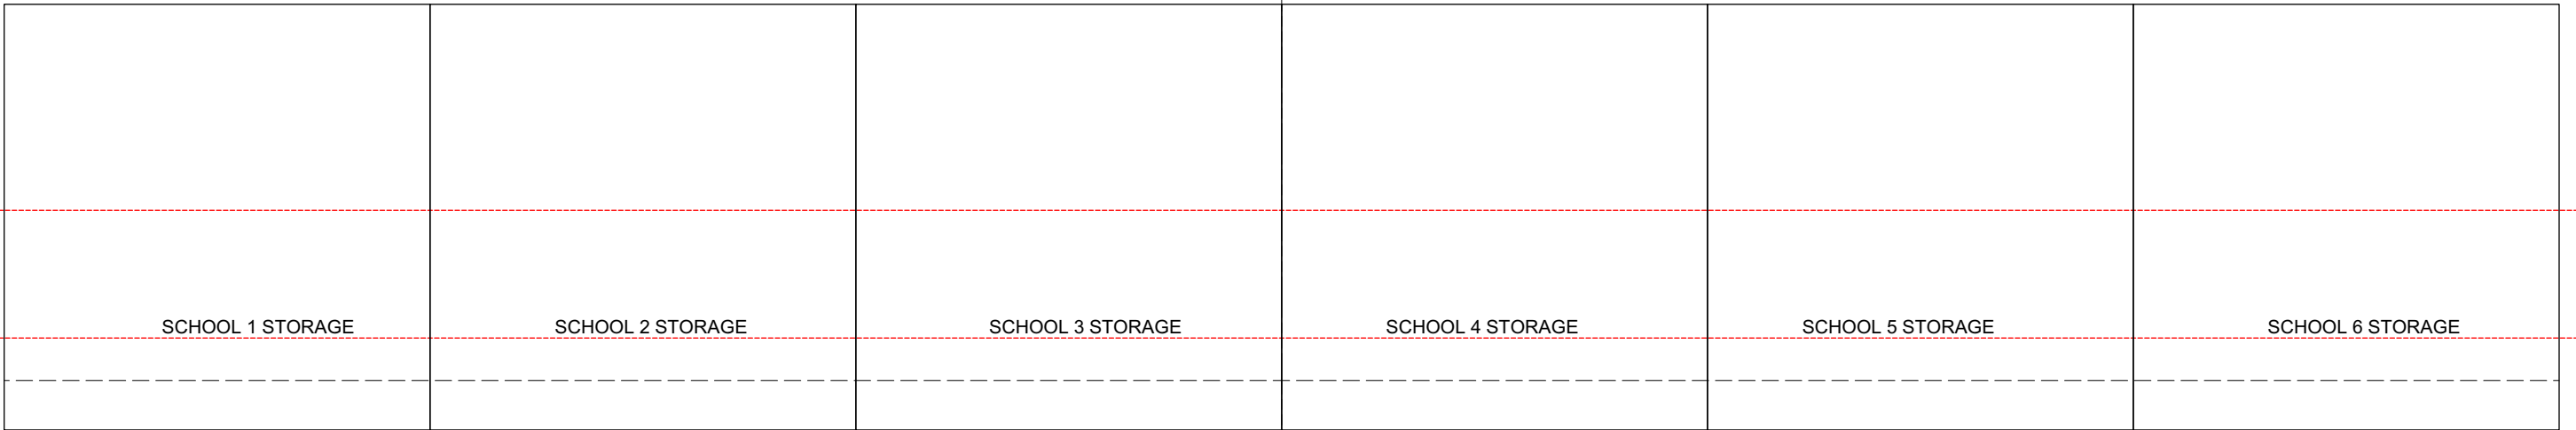 SCHOOL 1 STORAGE
SCHOOL 2 STORAGE
SCHOOL 3 STORAGE
SCHOOL 4 STORAGE
SCHOOL 5 STORAGE
SCHOOL 6 STORAGE